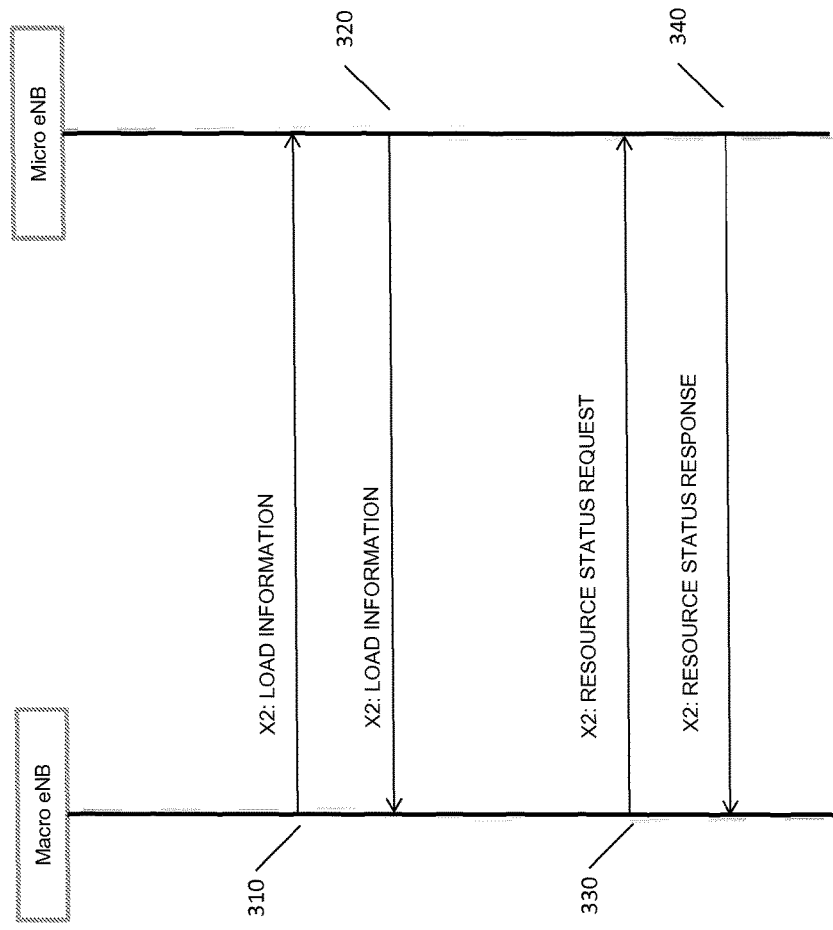 Macro eNB
Micro eNB
310
X2: LOAD INFORMATION
320
X2: LOAD INFORMATION
330
X2: RESOURCE STATUS REQUEST
340
X2: RESOURCE STATUS RESPONSE